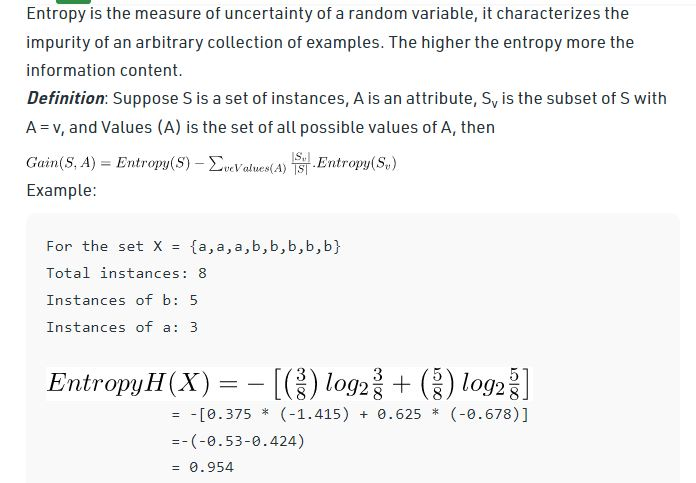 Entropy is the measure of uncertainty of a random variable, it characterizes the
impurity of an arbitrary collection of examples. The higher the entropy more the
information content.
Definition: Suppose S is a set of instances, A is an attribute, Sᵥ is the subset of S with
A = v, and Values (A) is the set of all possible values of A, then
Gain(S, A) = Entropy(S) − ∑vεValues(A) |Sᵥ|/|S| .Entropy(Sᵥ)
Example:
For the set X = {a,a,a,b,b,b,b,b}
Total instances: 8
Instances of b: 5
Instances of a: 3
EntropyH(X) = − [(3/8) log₂ 3/8 + (5/8) log₂ 5/8]
= -[0.375 * (-1.415) + 0.625 * (-0.678)]
=-(-0.53-0.424)
= 0.954